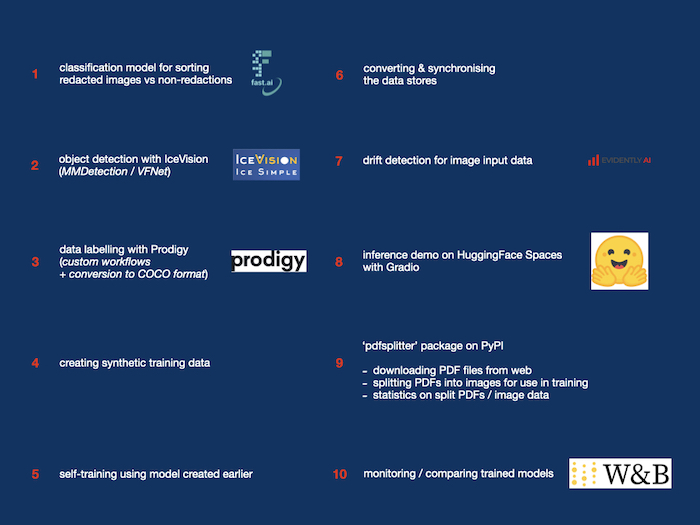 1
classification model for sorting
redacted images vs non-redactions
fast.ai
2
object detection with IceVision
(MMDetection / VFNet)
ICEVISION
ICE SIMPLE
3
data labelling with Prodigy
(custom workflows
+ conversion to COCO format)
prodigy
4
creating synthetic training data
5
self-training using model created earlier
6
converting & synchronising
the data stores
7
drift detection for image input data
EVIDENTLY AI
8
inference demo on HuggingFace Spaces
with Gradio
9
‘pdfsplitter’ package on PyPI
- downloading PDF files from web
- splitting PDFs into images for use in training
- statistics on split PDFs / image data
10
monitoring / comparing trained models
W&B